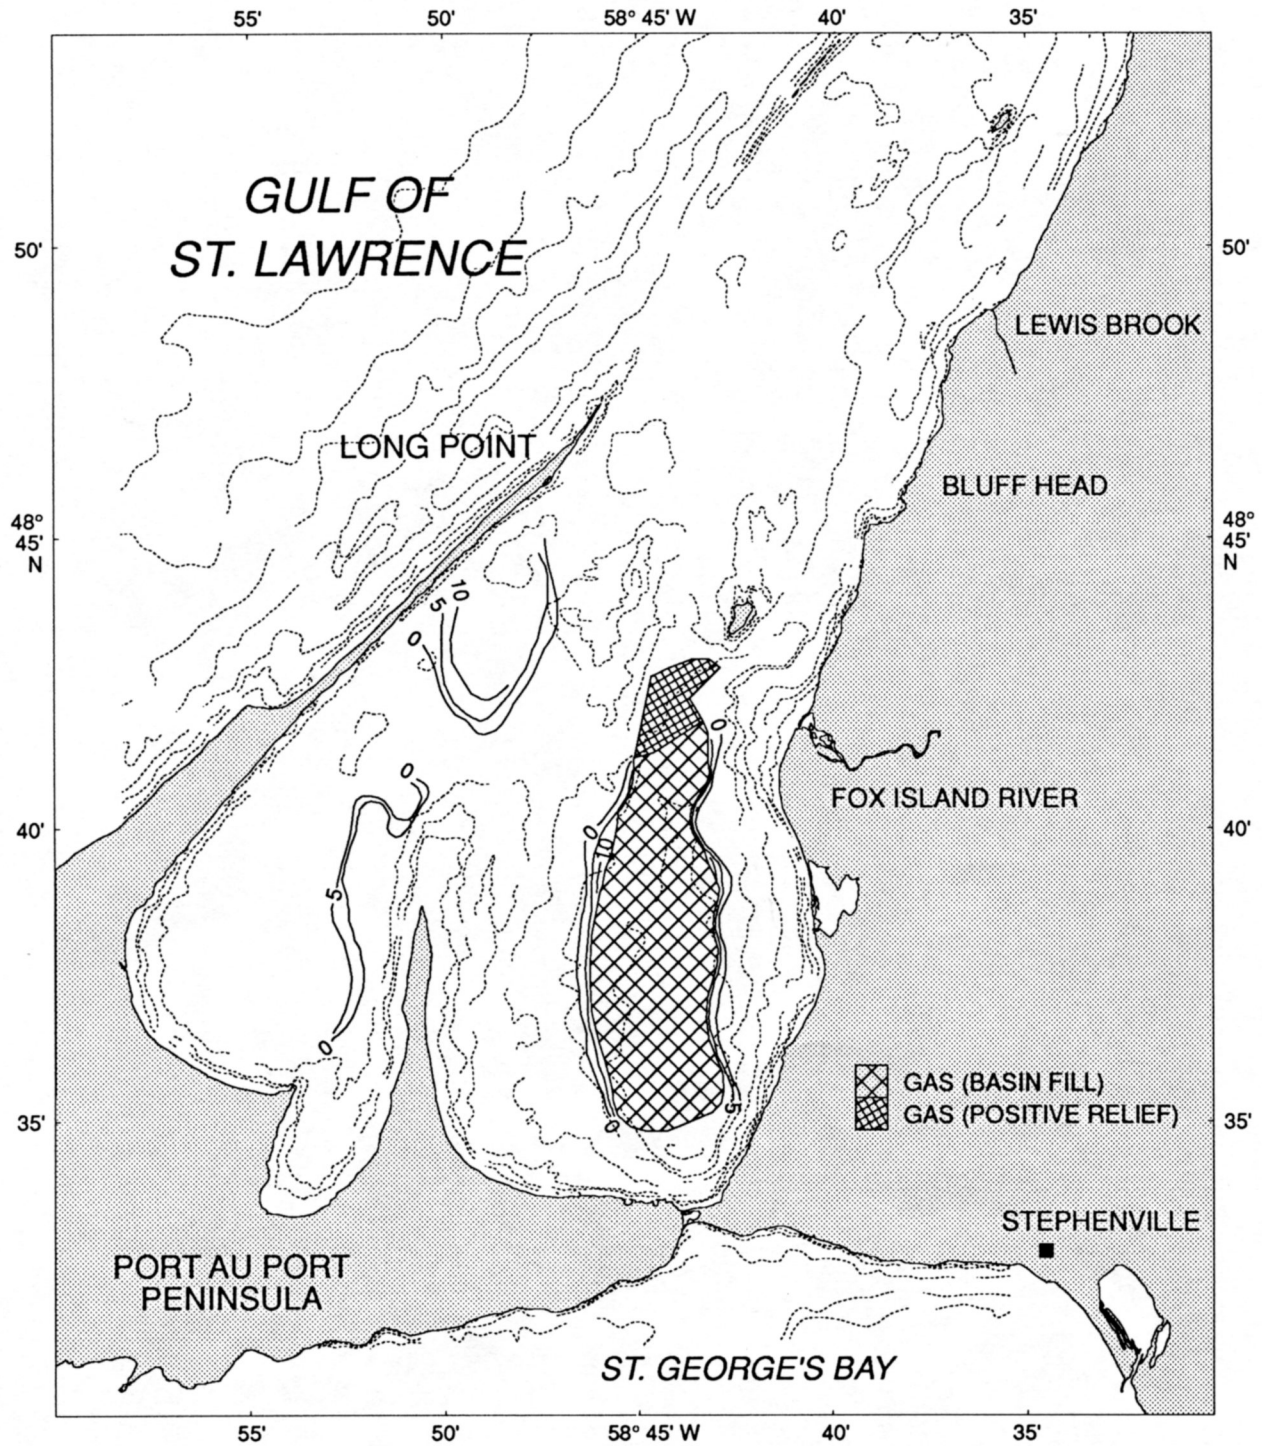 55'
50'
58° 45' W
40'
35'
GULF OF
ST. LAWRENCE
50'
50'
LEWIS BROOK
LONG POINT
BLUFF HEAD
48°
45'
N
48°
45'
N
10
5
0
0
FOX ISLAND RIVER
0
40'
40'
0
10
5
0
GAS (BASIN FILL)
5
GAS (POSITIVE RELIEF)
35'
0
35'
STEPHENVILLE
PORT AU PORT
PENINSULA
ST. GEORGE'S BAY
55'
50'
58° 45' W
40'
35'